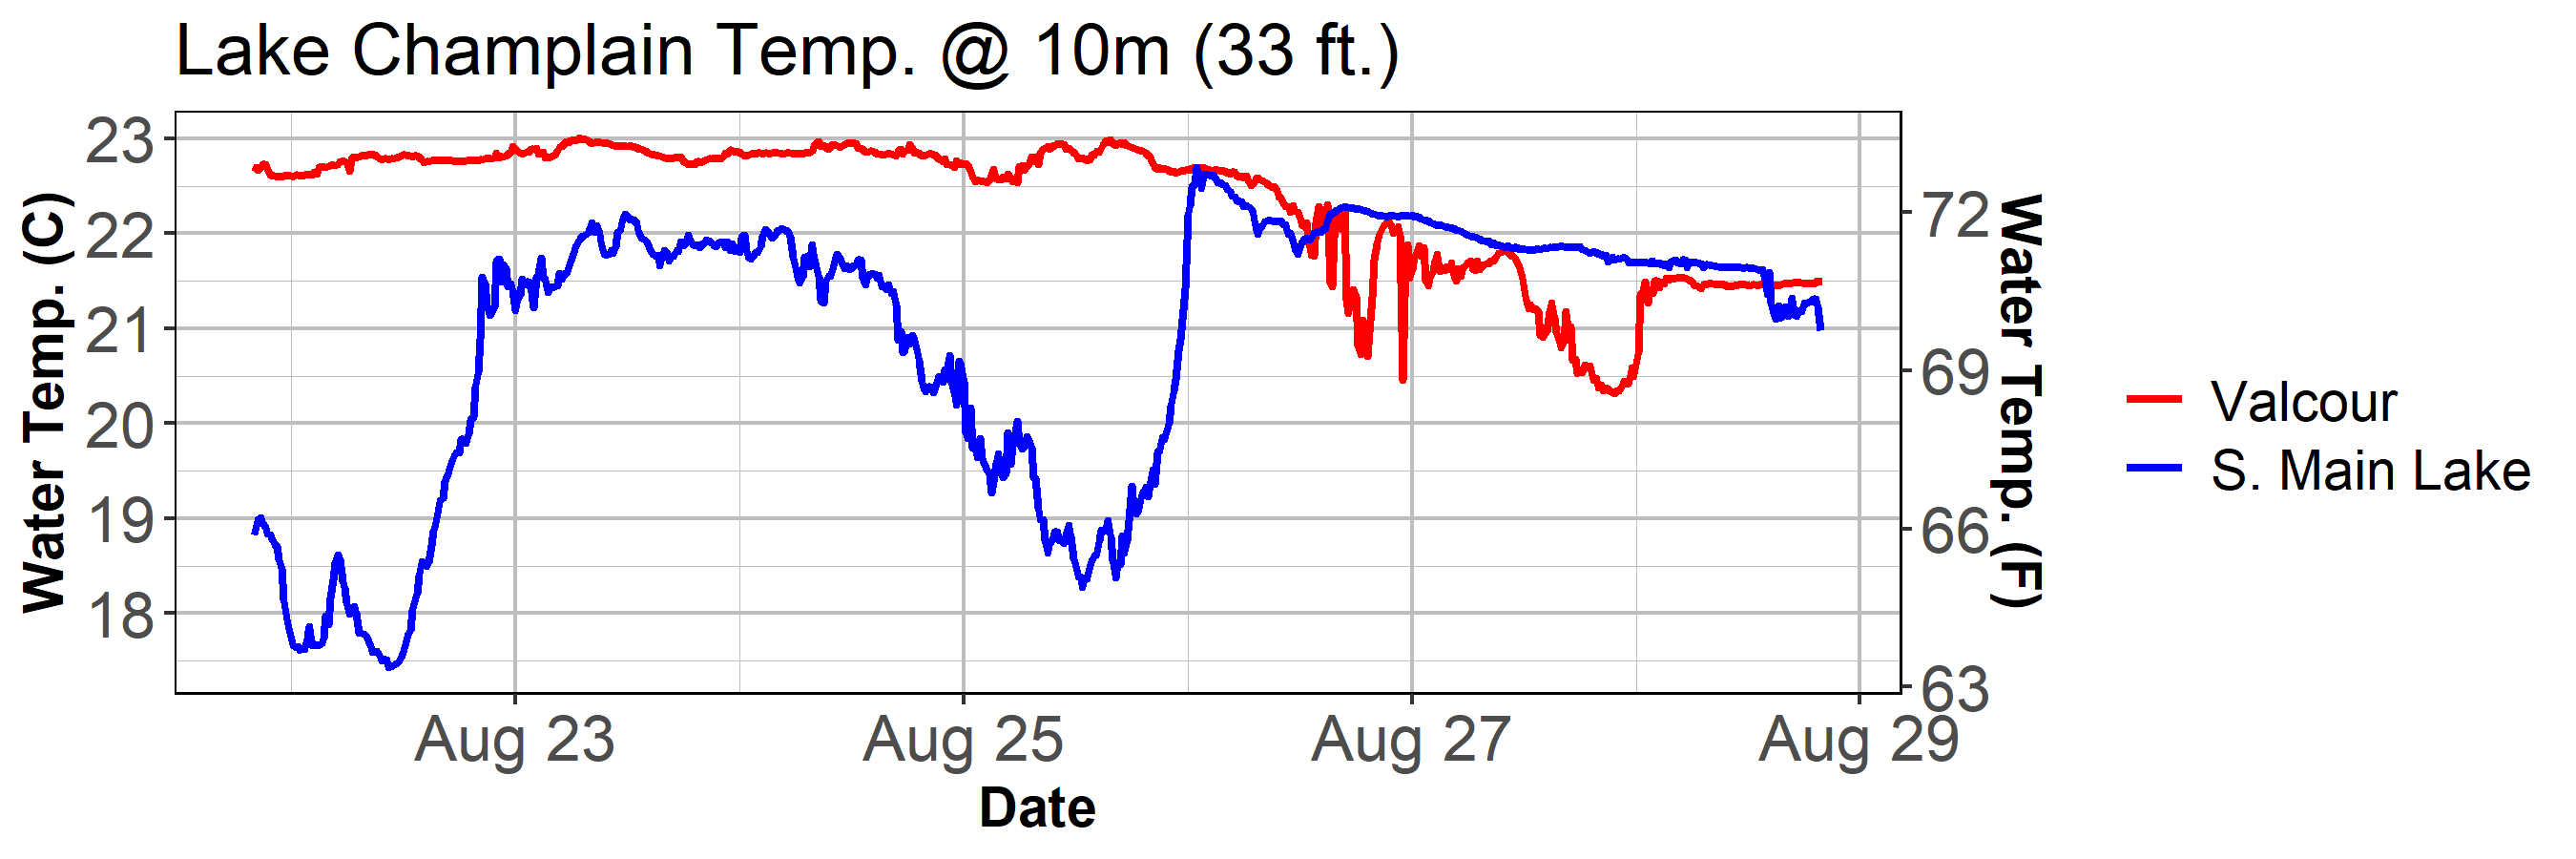 Lake Champlain Temp. @ 10m (33 ft.)
Water Temp. (C)
23
22
21
20
19
18
72
69
66
63
Water Temp. (F)
Aug 23
Aug 25
Aug 27
Aug 29
Date
Valcour
S. Main Lake